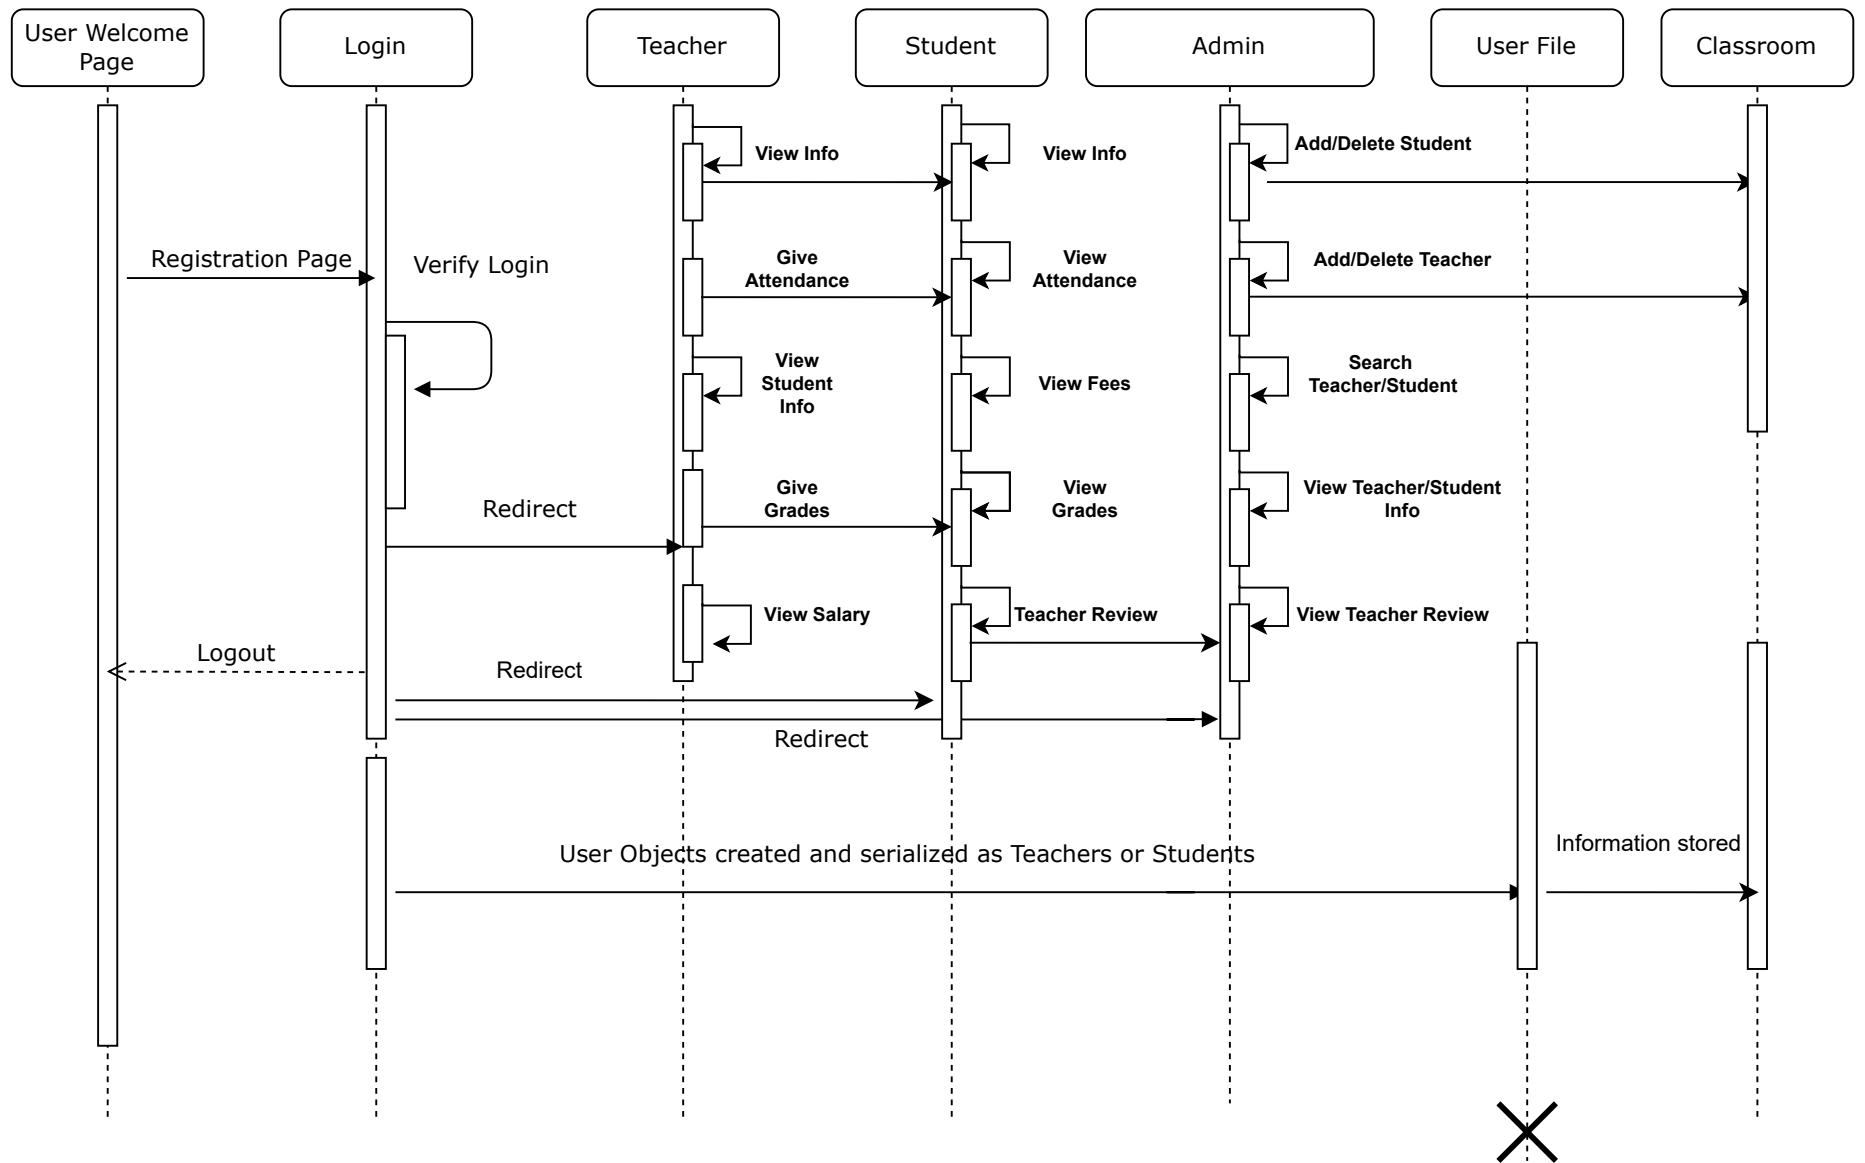 User Welcome
Page
Login
Teacher
Student
Admin
User File
Classroom
View Info
View Info
Add/Delete Student
Registration Page
Verify Login
Give
Attendance
View
Attendance
Add/Delete Teacher
View
Student
Info
View Fees
Search
Teacher/Student
Redirect
Give
Grades
View
Grades
View Teacher/Student
Info
View Salary
Teacher Review
View Teacher Review
Logout
Redirect
Redirect
User Objects created and serialized as Teachers or Students
Information stored